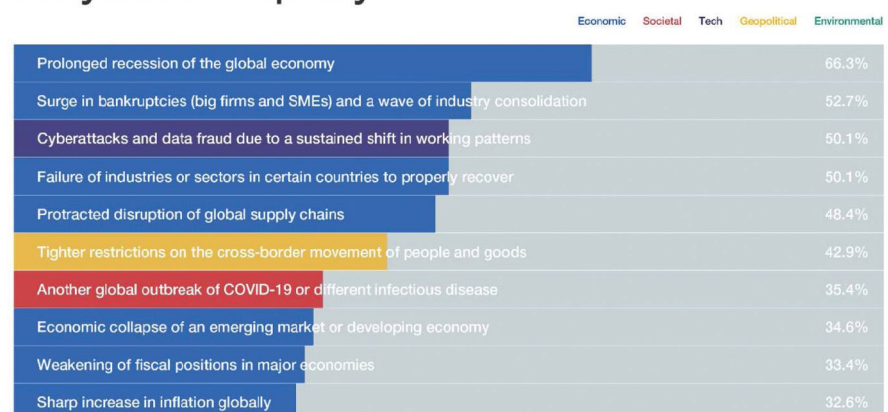 Economic Societal Tech Geopolitical Environmental
Prolonged recession of the global economy 66.3%
Surge in bankruptcies (big firms and SMEs) and a wave of industry consolidation 52.7%
Cyberattacks and data fraud due to a sustained shift in working patterns 50.1%
Failure of industries or sectors in certain countries to properly recover 50.1%
Protracted disruption of global supply chains 48.4%
Tighter restrictions on the cross-border movement of people and goods 42.9%
Another global outbreak of COVID-19 or different infectious disease 35.4%
Economic collapse of an emerging market or developing economy 34.6%
Weakening of fiscal positions in major economies 33.4%
Sharp increase in inflation globally 32.6%